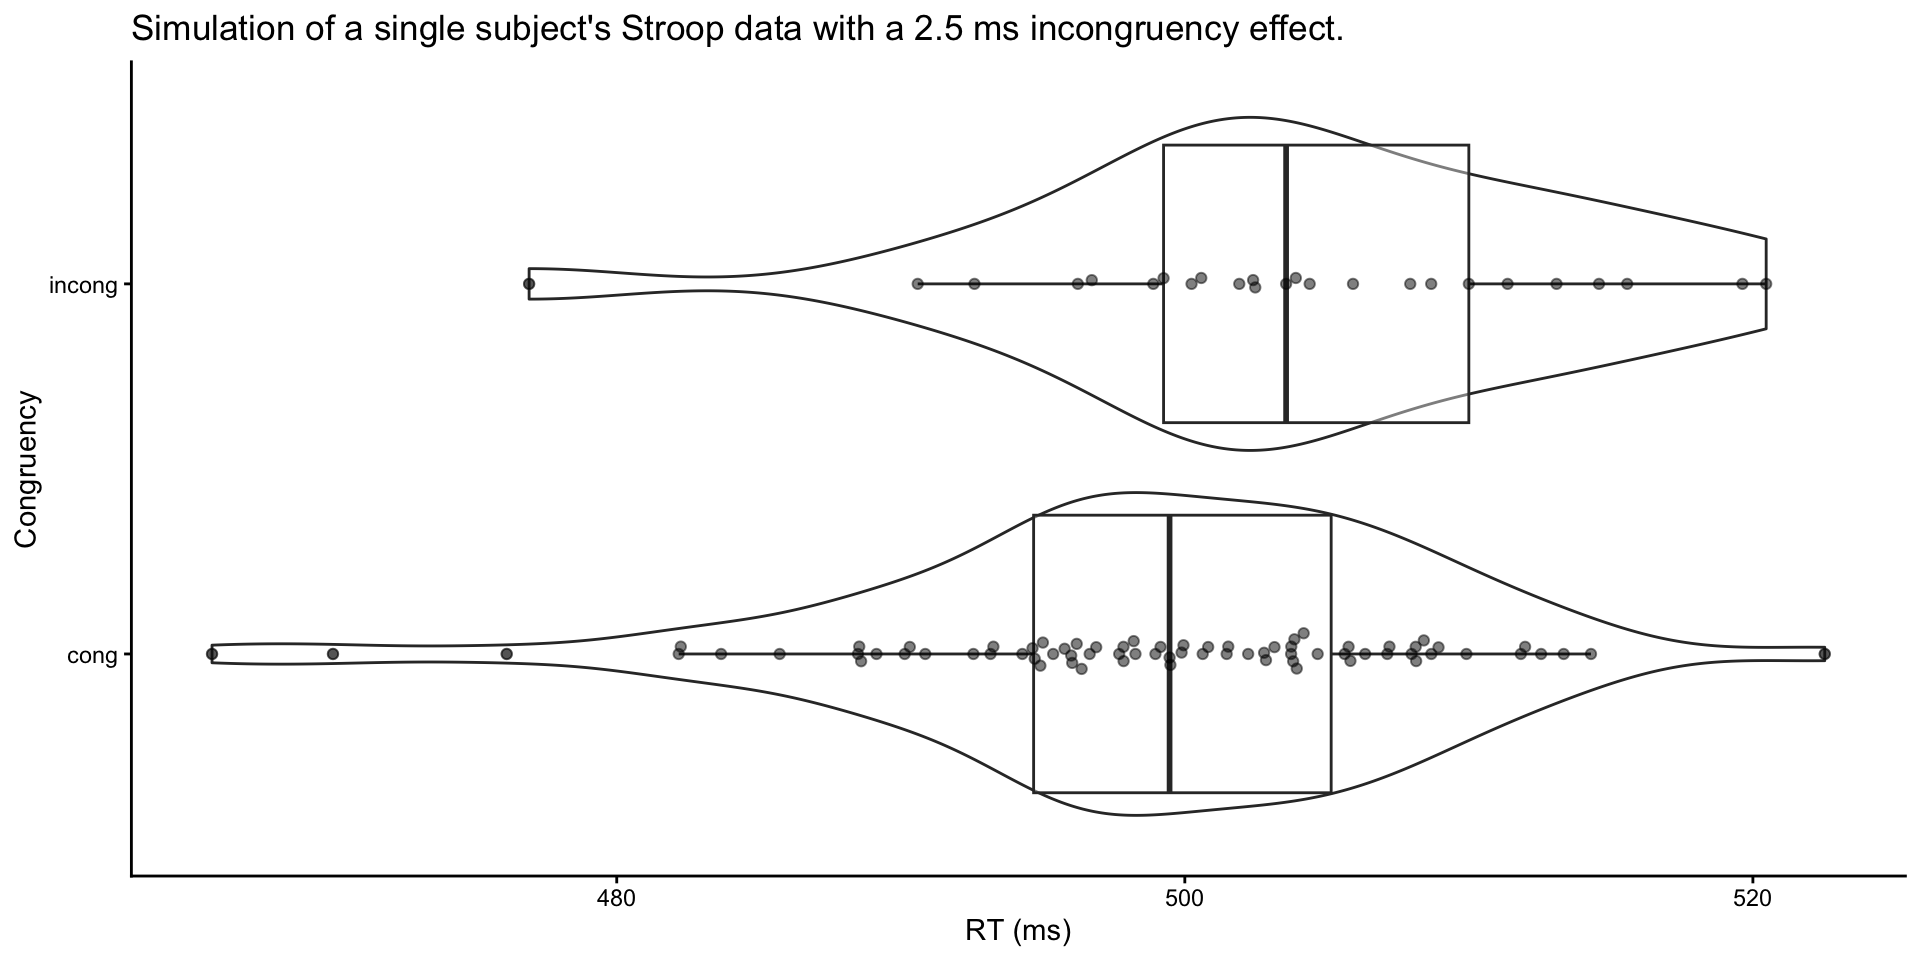 Simulation of a single subject's Stroop data with a 2.5 ms incongruency effect.
Congruency
incong
cong
480 500 520
RT (ms)